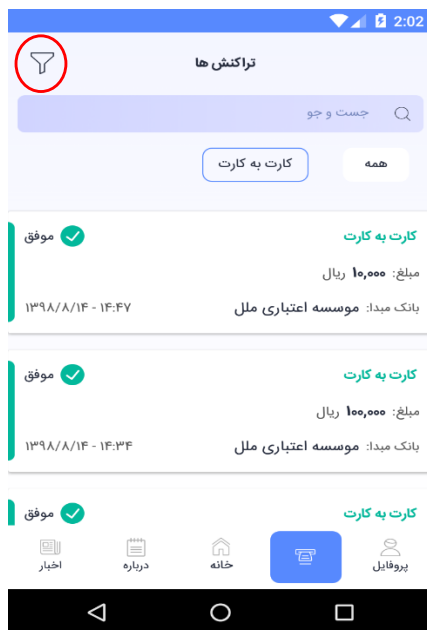 2:02
تراکنش ها
جست و جو
همه
کارت به کارت
کارت به کارت
موفق
مبلغ: ۱۰,۰۰۰ ریال
بانک مبدا: موسسه اعتباری ملل
۱۳۹۸/۸/۱۴ - ۱۴:۴۷
کارت به کارت
موفق
مبلغ: ۱۰۰,۰۰۰ ریال
بانک مبدا: موسسه اعتباری ملل
۱۳۹۸/۸/۱۴ - ۱۴:۳۴
کارت به کارت
موفق
پروفایل
خانه
درباره
اخبار